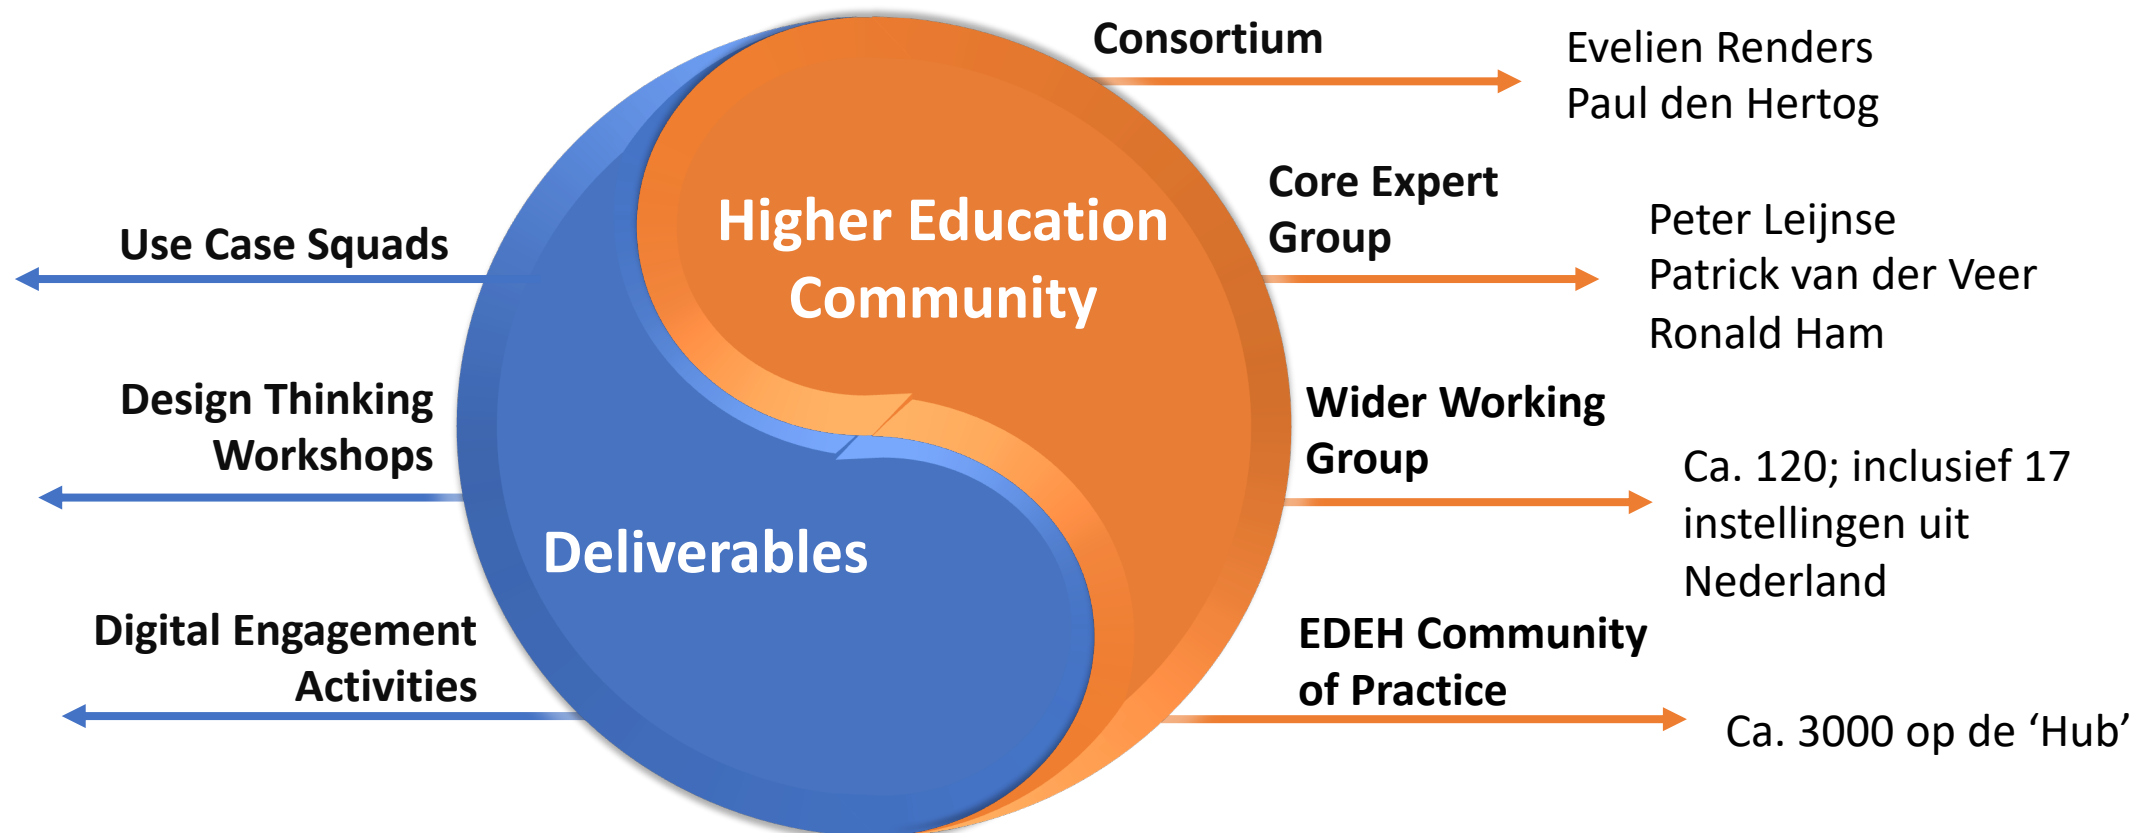 Consortium
Evelien Renders
Paul den Hertog
Core Expert
Group
Peter Leijnse
Patrick van der Veer
Ronald Ham
Higher Education
Community
Use Case Squads
Design Thinking
Workshops
Wider Working
Group
Ca. 120; inclusief 17
instellingen uit
Nederland
Deliverables
Digital Engagement
Activities
EDEH Community
of Practice
Ca. 3000 op de ‘Hub’